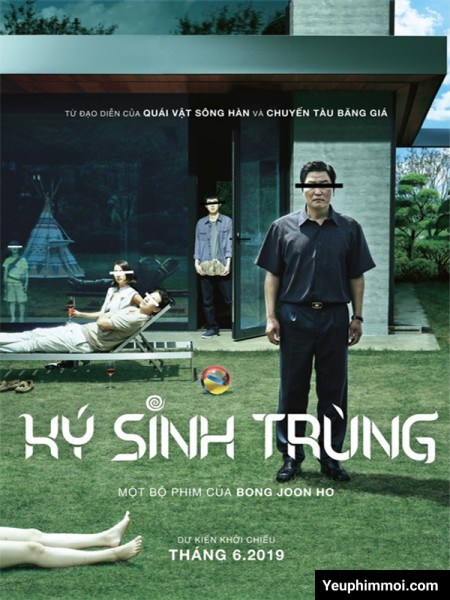 TỪ ĐẠO DIỄN CỦA QUÁI VẬT SÔNG HÀN VÀ CHUYẾN TÀU BĂNG GIÁ
KÝ SINH TRÙNG
MỘT BỘ PHIM CỦA BONG JOON HO
DỰ KIẾN KHỞI CHIẾU
THÁNG 6.2019
Yeuphimmoi.com